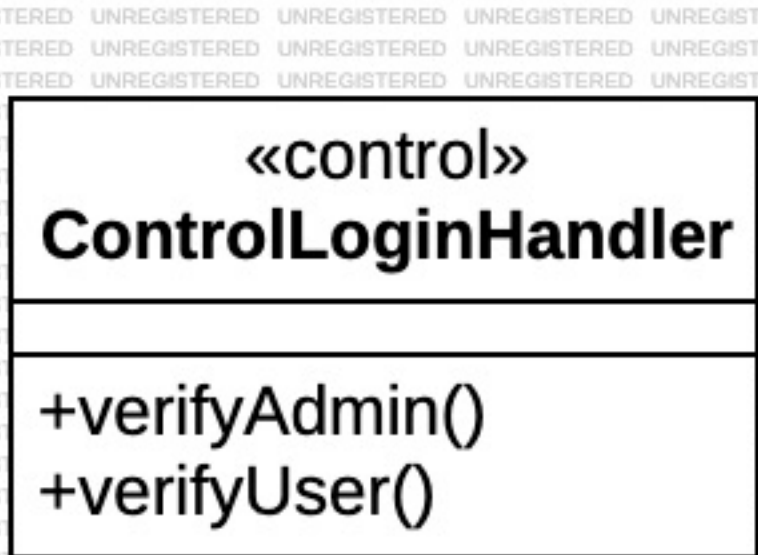 TERED UNREGISTERED UNREGISTERED UNREGISTERED UNREGIST
TERED UNREGISTERED UNREGISTERED UNREGISTERED UNREGIST
TERED UNREGISTERED UNREGISTERED UNREGISTERED UNREGIST
«control»
ControlLoginHandler
+verifyAdmin()
+verifyUser()